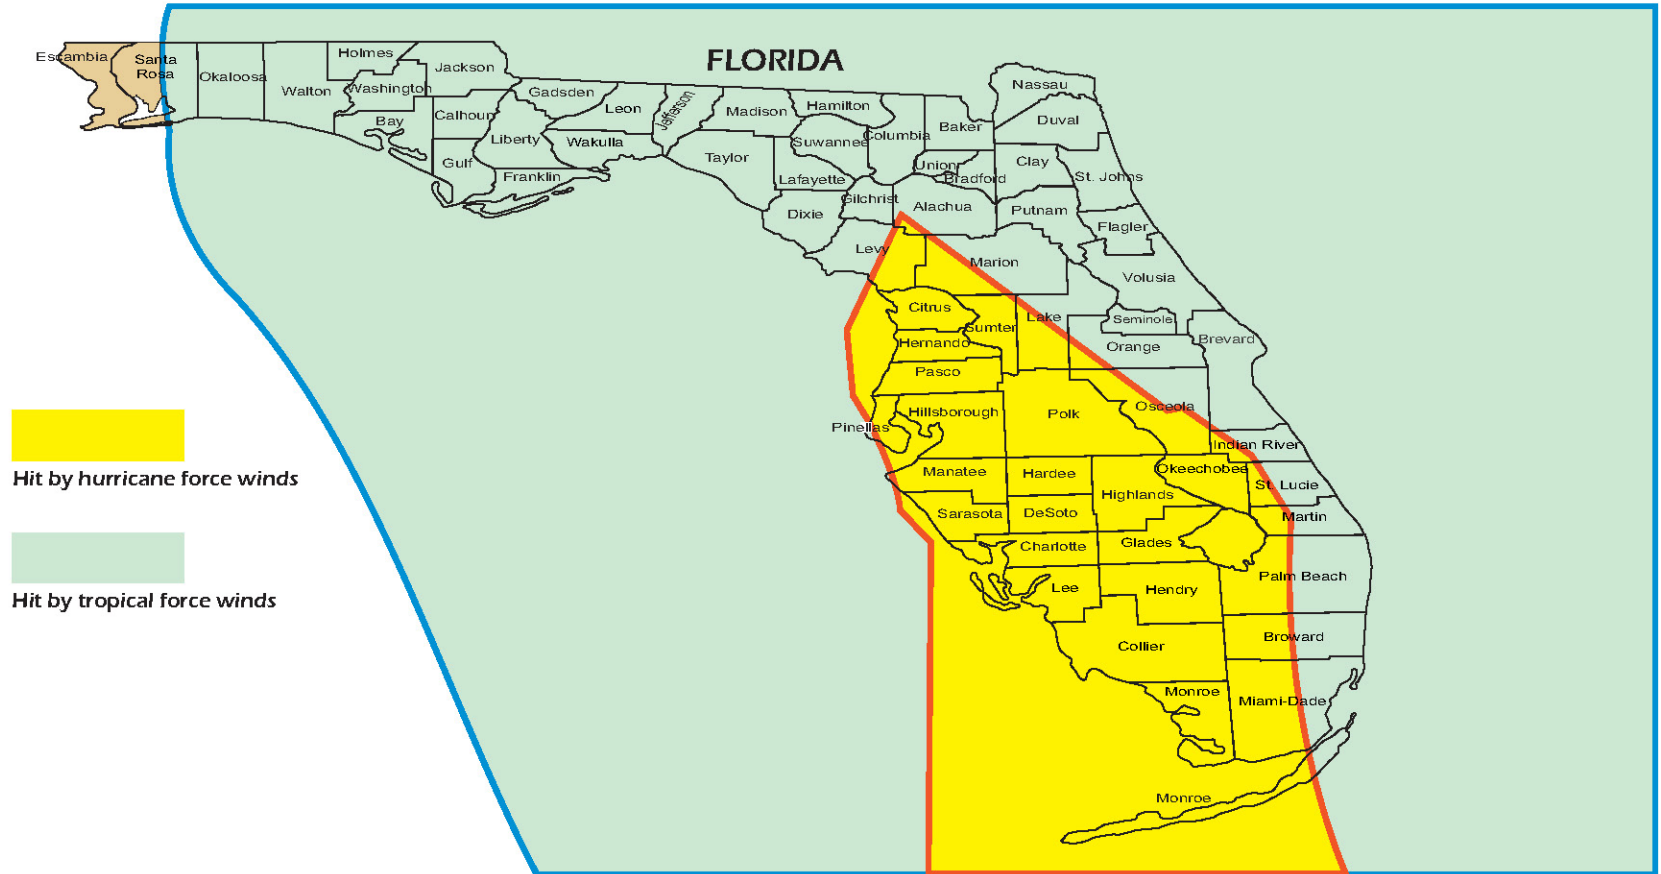 FLORIDA
Escambia
Santa
Rosa
Okaloosa
Walton
Holmes
Washington
Jackson
Bay
Calhoun
Gulf
Gadsden
Liberty
Franklin
Leon
Wakulla
Jefferson
Madison
Taylor
Hamilton
Suwannee
Lafayette
Dixie
Columbia
Gilchrist
Baker
Union
Bradford
Alachua
Levy
Nassau
Duval
Clay
St. Johns
Putnam
Flagler
Marion
Volusia
Citrus
Sumter
Lake
Seminole
Orange
Brevard
Hernando
Pasco
Pinellas
Hillsborough
Polk
Osceola
Indian River
Manatee
Hardee
Highlands
Okeechobee
St. Lucie
Sarasota
DeSoto
Martin
Charlotte
Glades
Lee
Hendry
Palm Beach
Collier
Broward
Monroe
Miami-Dade
Monroe
Hit by hurricane force winds
Hit by tropical force winds